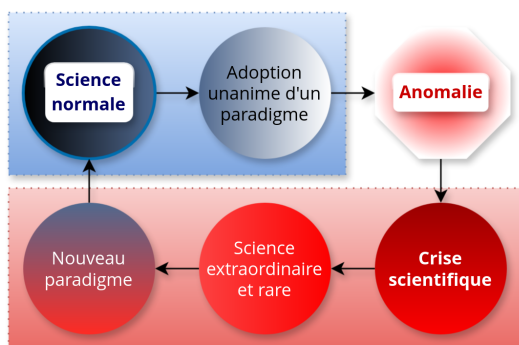 Science
normale
Adoption
unanime d'un
paradigme
Anomalie
Nouveau
paradigme
Science
extraordinaire
et rare
Crise
scientifique